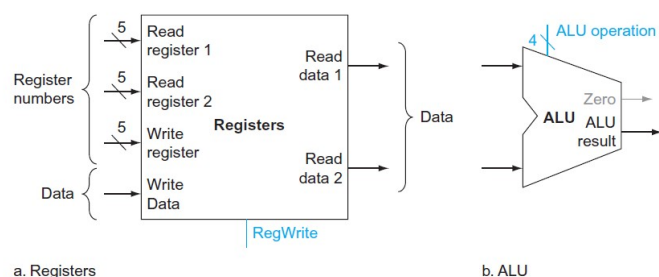 Register
numbers
Data
5
Read
register 1
5
Read
register 2
5
Write
register
Write
Data
Registers
Read
data 1
Read
data 2
RegWrite
Data
4
ALU operation
Zero
ALU
ALU
result
a. Registers
b. ALU